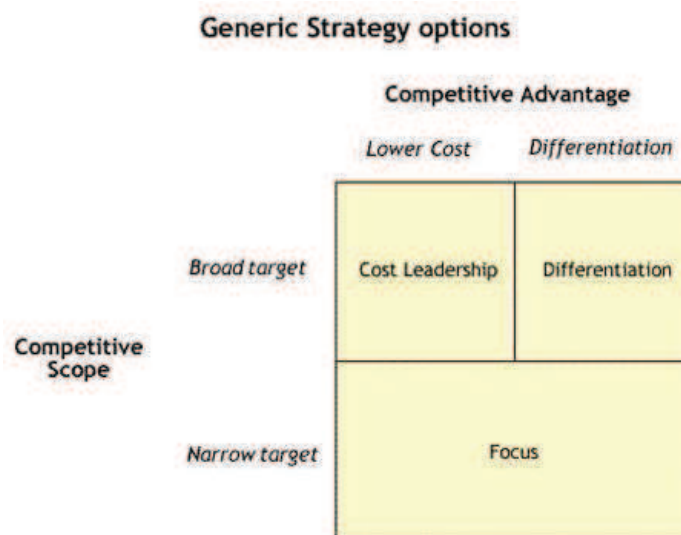 Generic Strategy options
Competitive Advantage
Lower Cost
Differentiation
Broad target
Cost Leadership
Differentiation
Competitive
Scope
Narrow target
Focus